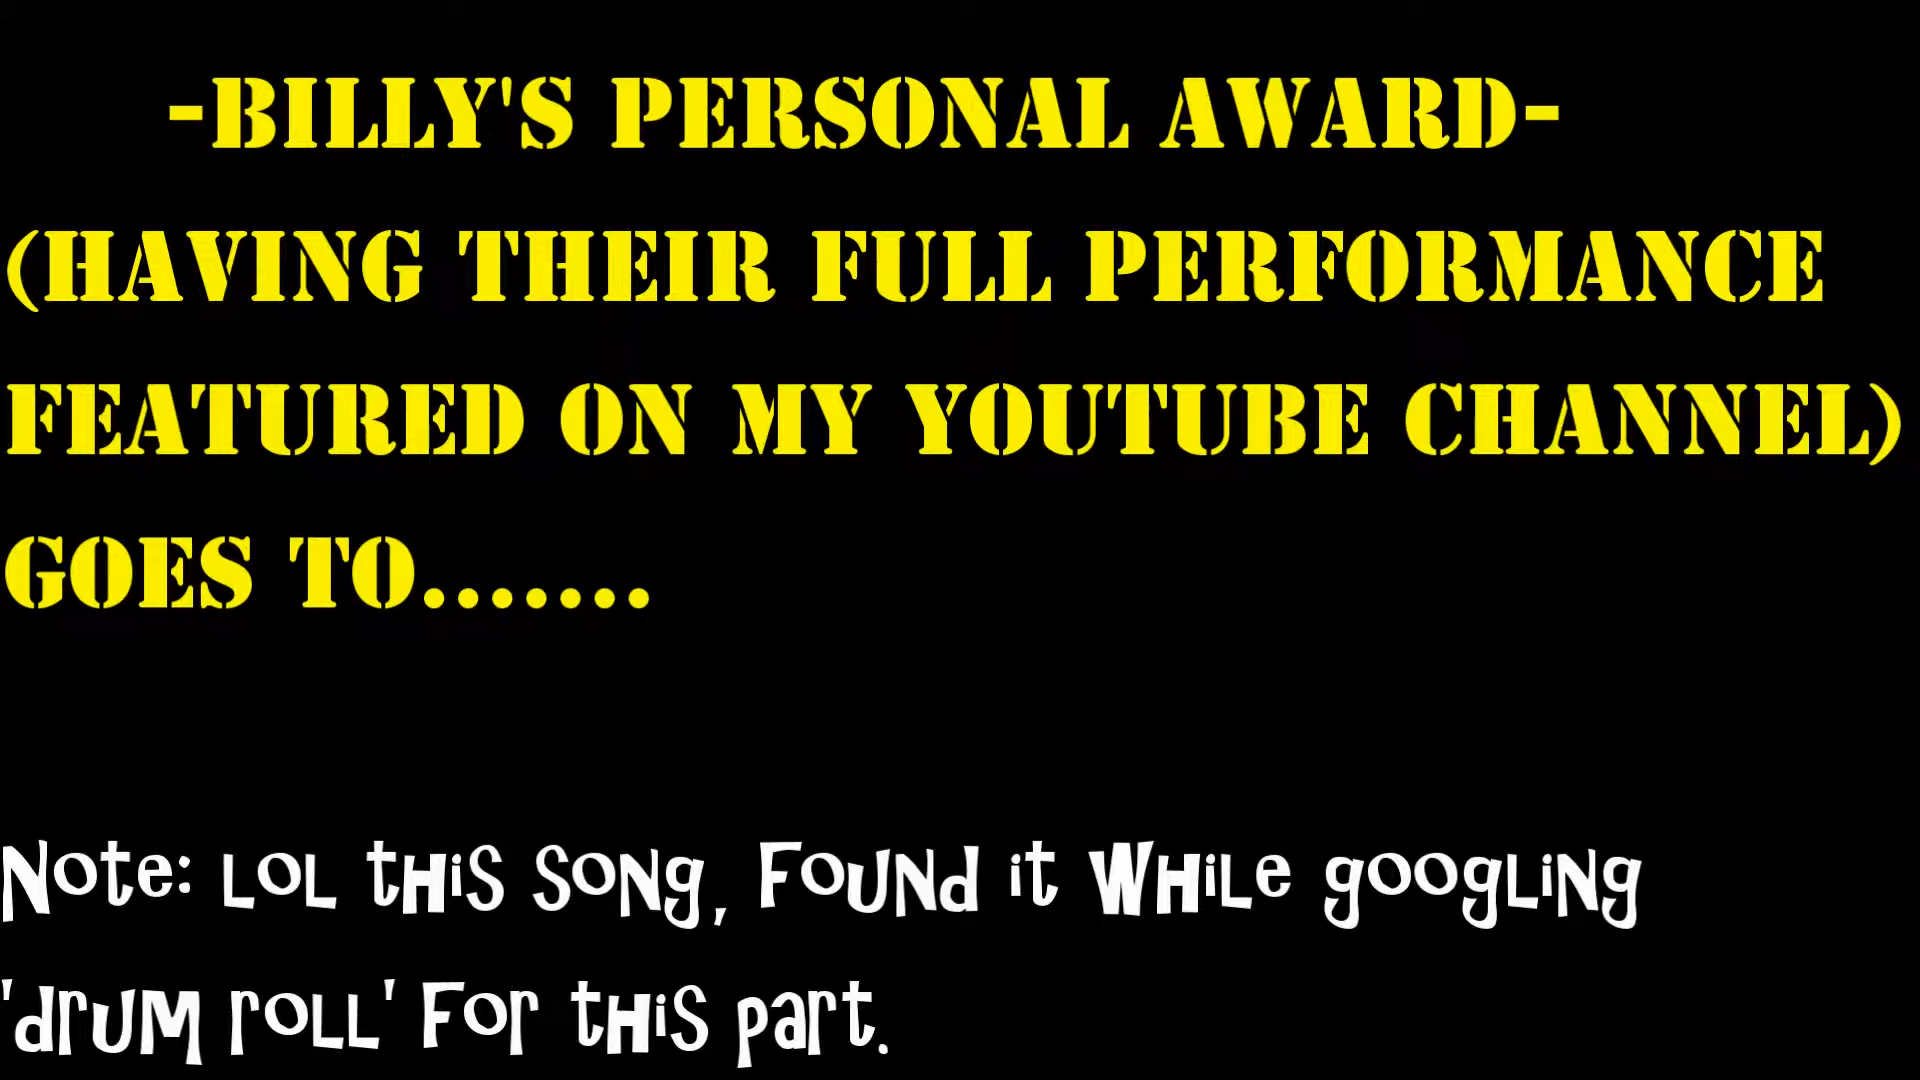 -BILLY'S PERSONAL AWARD-
(HAVING THEIR FULL PERFORMANCE
FEATURED ON MY YOUTUBE CHANNEL)
GOES TO.......
Note: LOL this song, Found it While googling
'drum roll' For this part.